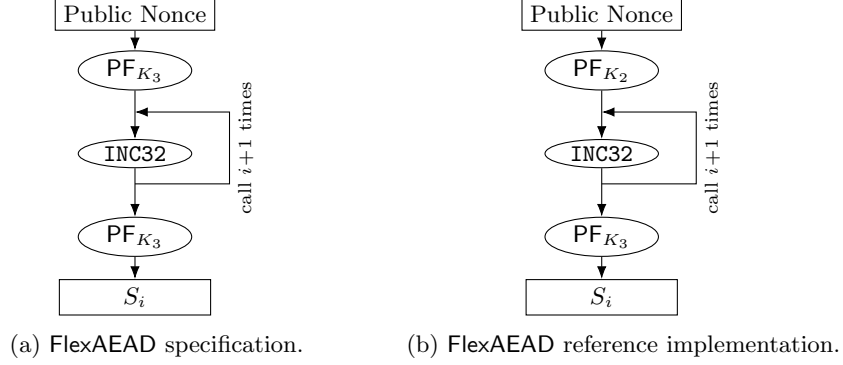 Public Nonce
PF_{K_3}
INC32
call i+1 times
PF_{K_3}
S_i
(a) FlexAEAD specification.
Public Nonce
PF_{K_2}
INC32
call i+1 times
PF_{K_3}
S_i
(b) FlexAEAD reference implementation.